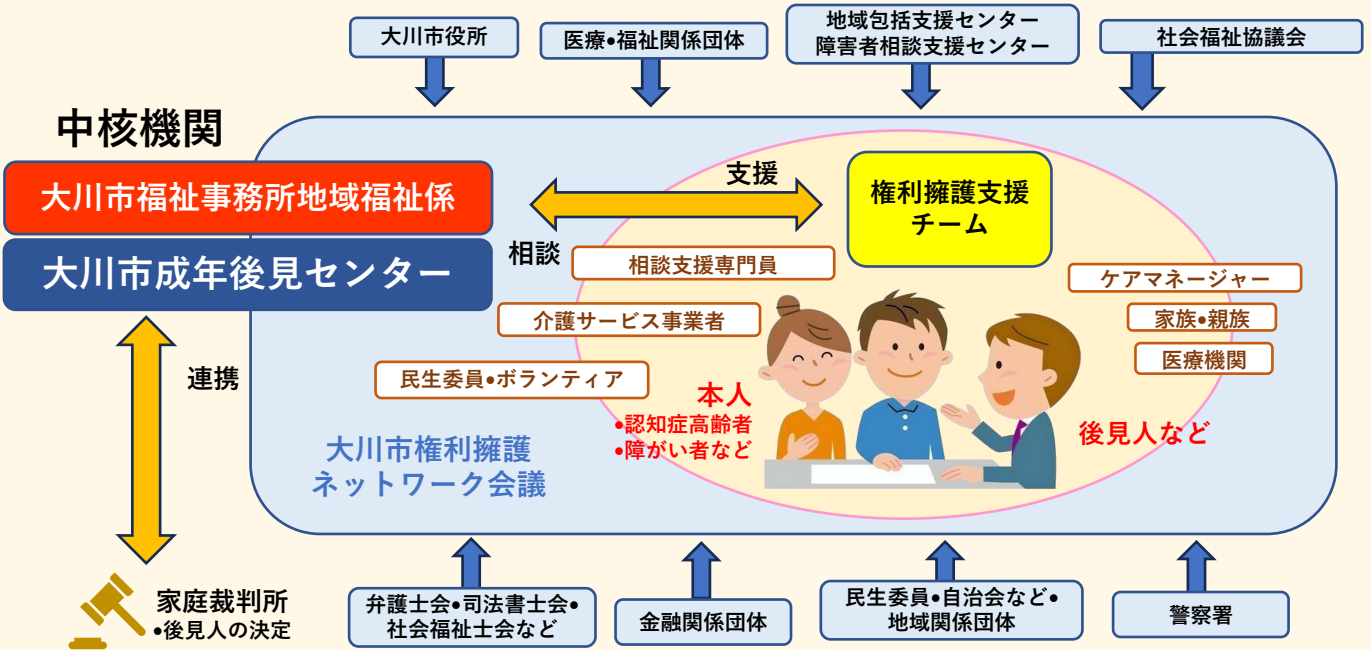 大川市役所
医療•福祉関係団体
地域包括支援センター
障害者相談支援センター
社会福祉協議会
中核機関
大川市福祉事務所地域福祉係
大川市成年後見センター
支援
相談
権利擁護支援
チーム
相談支援専門員
介護サービス事業者
民生委員•ボランティア
ケアマネージャー
家族•親族
医療機関
本人
•認知症高齢者
•障がい者など
後見人など
連携
大川市権利擁護
ネットワーク会議
家庭裁判所
•後見人の決定
弁護士会•司法書士会•
社会福祉士会など
金融関係団体
民生委員•自治会など•
地域関係団体
警察署